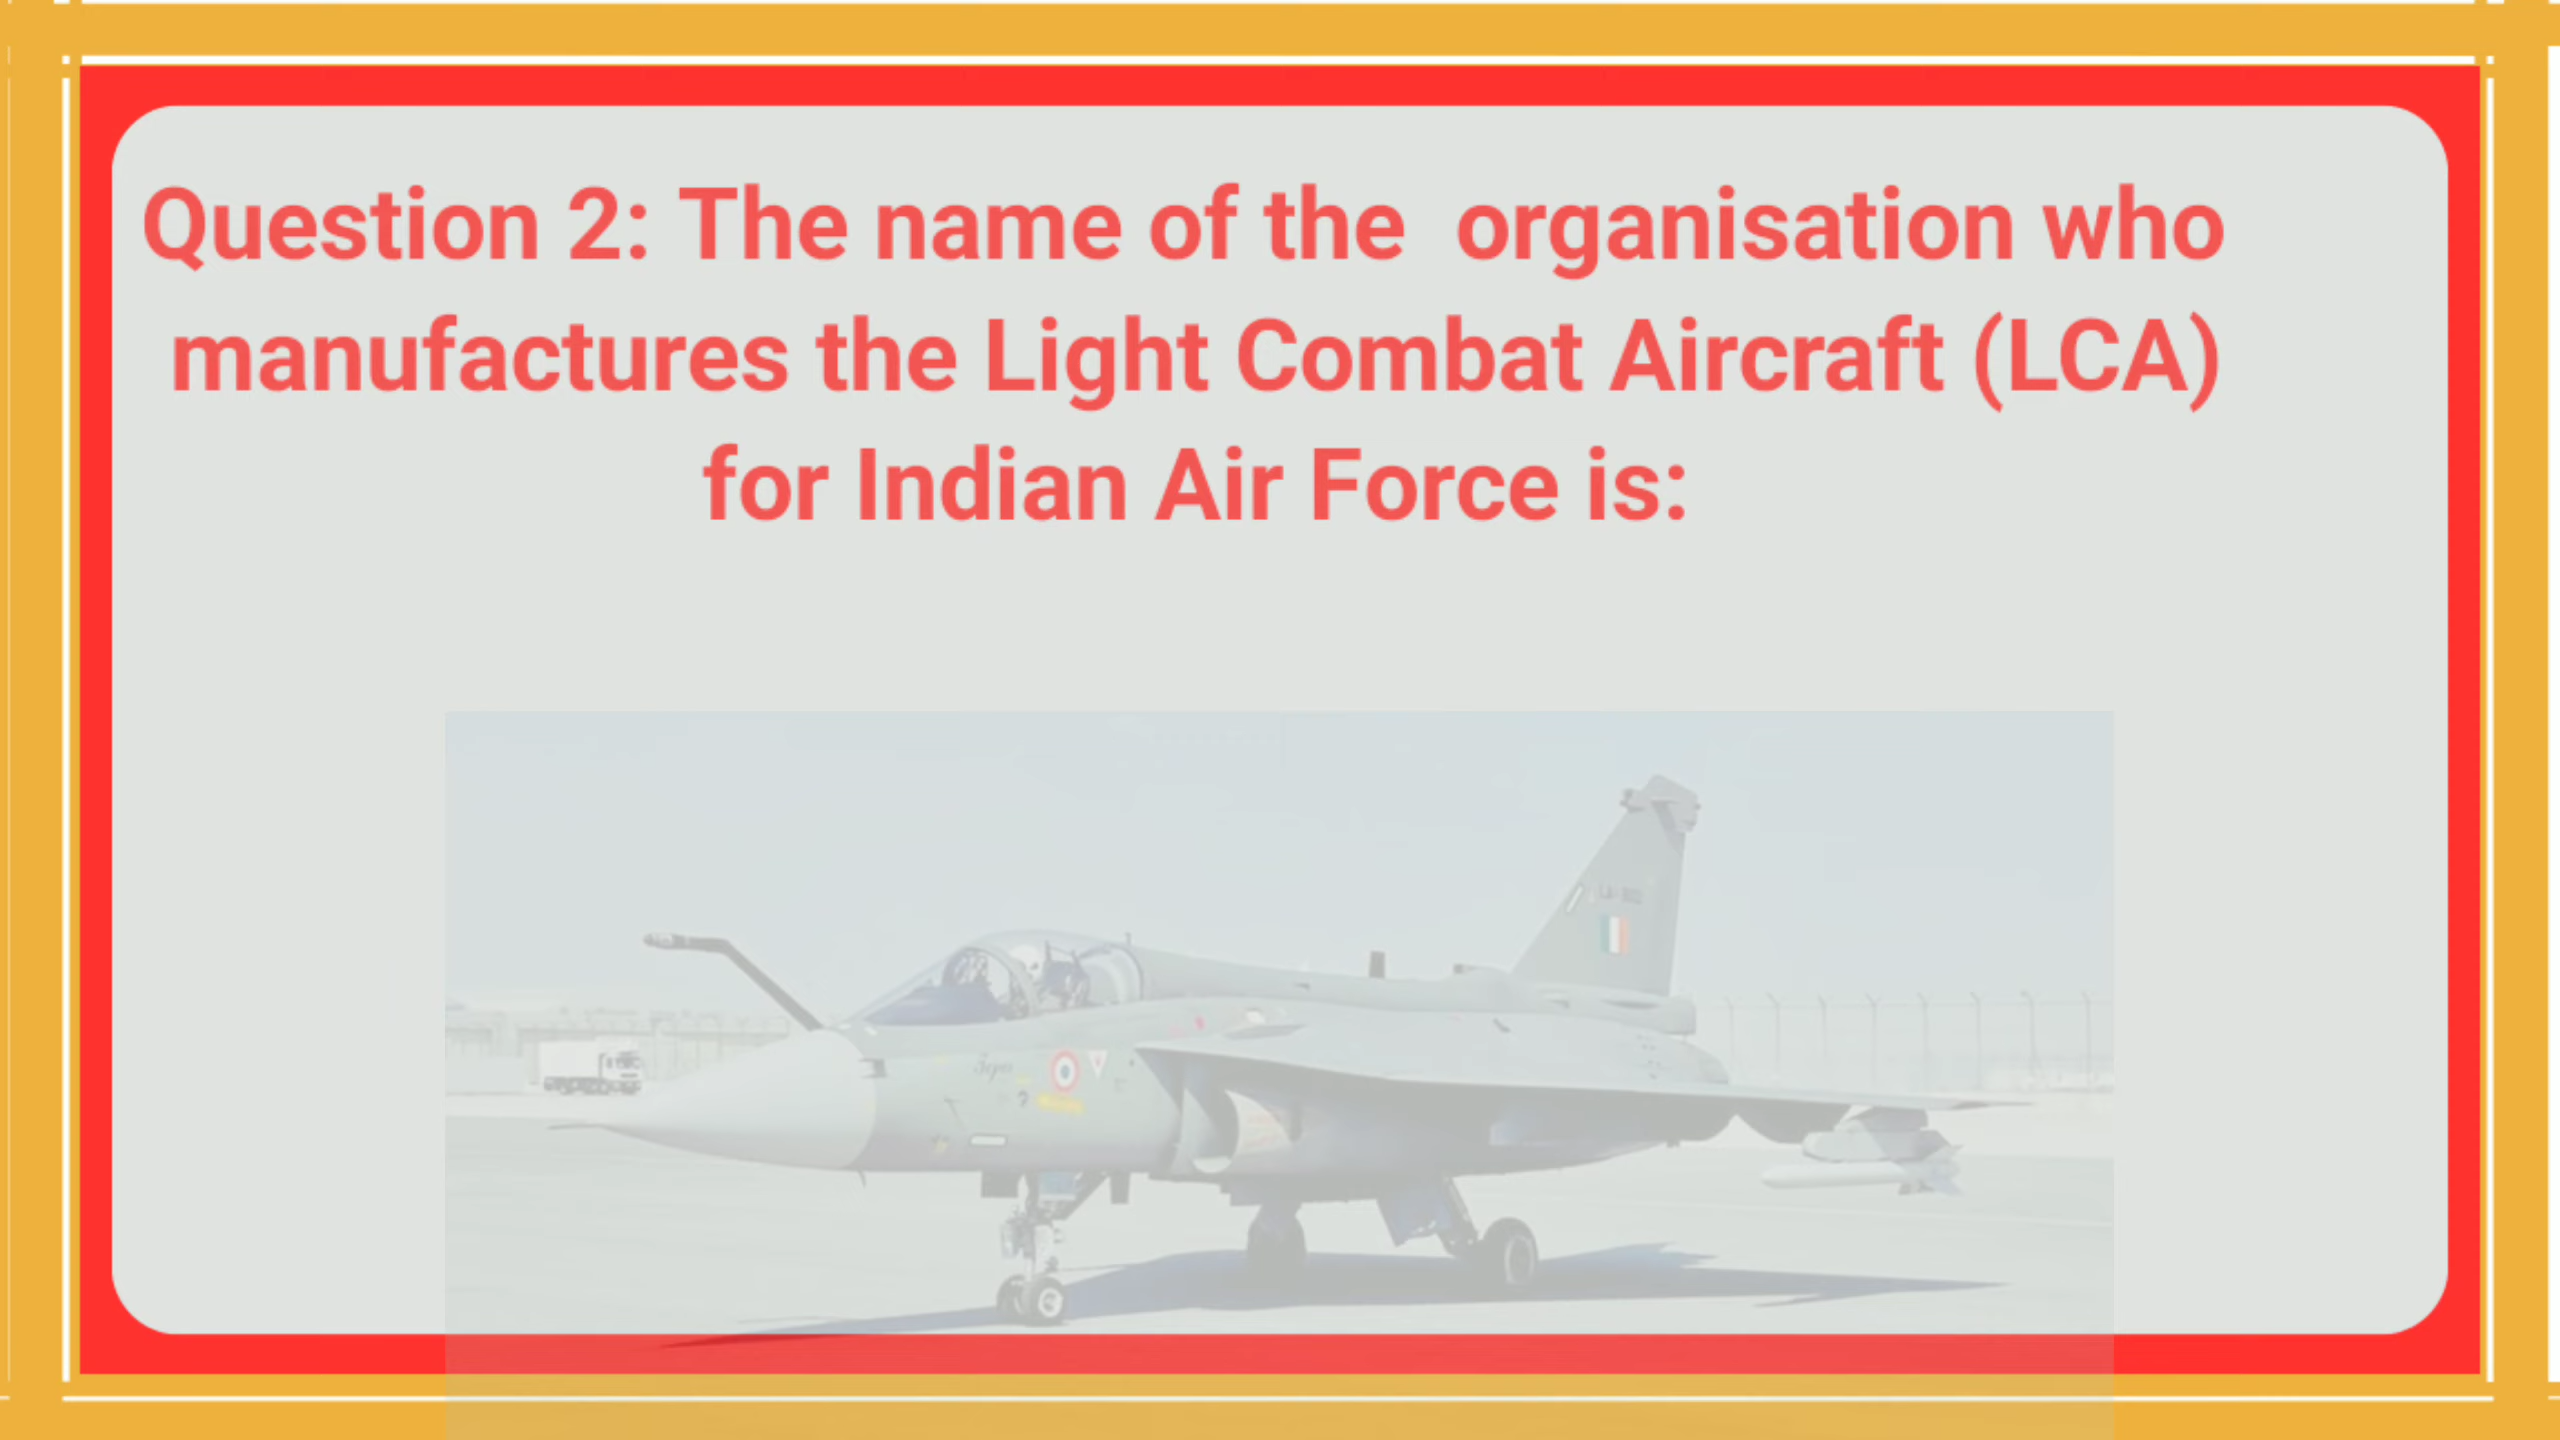 Question 2: The name of the organisation who
manufactures the Light Combat Aircraft (LCA)
for Indian Air Force is: